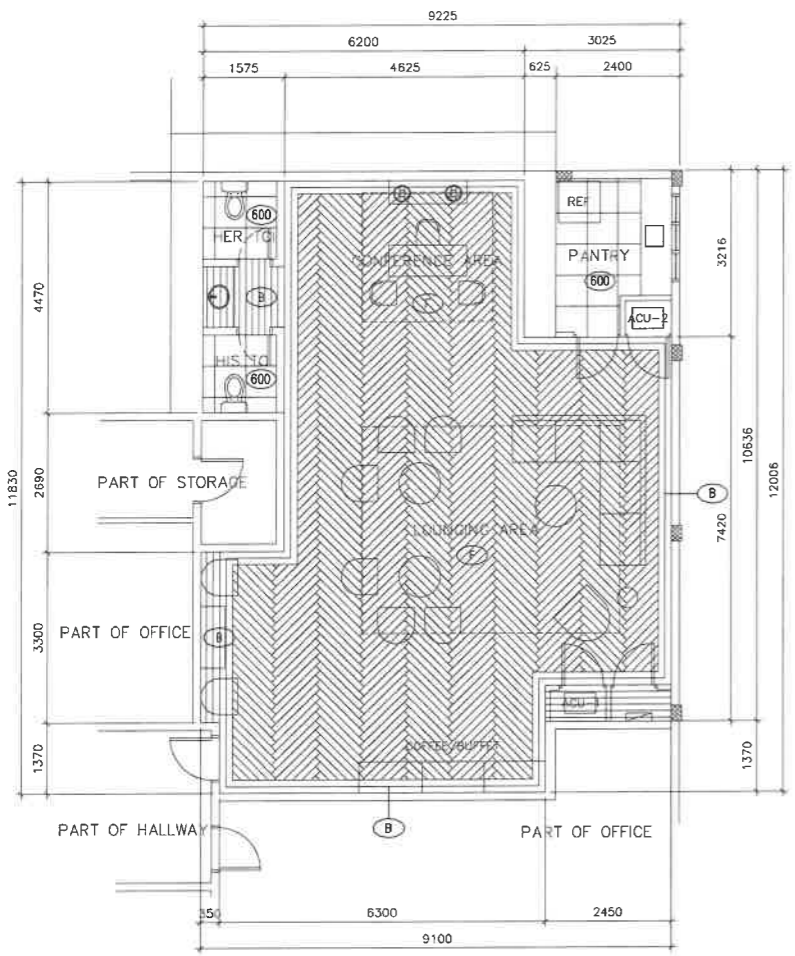 9225
6200 3025
1575 4625 625 2400
B B
REF
600
HER TOI
CONFERENCE AREA
PANTRY
3216
600
4470
B
F
ACU-2
HIS TO
600
11830
2690
PART OF STORAGE
10636
12006
B
7420
LOUNGING AREA
F
3300
PART OF OFFICE
B
ACU-
1370
COFFEE/BUFFET
1370
PART OF HALLWAY
B
PART OF OFFICE
350 6300 2450
9100